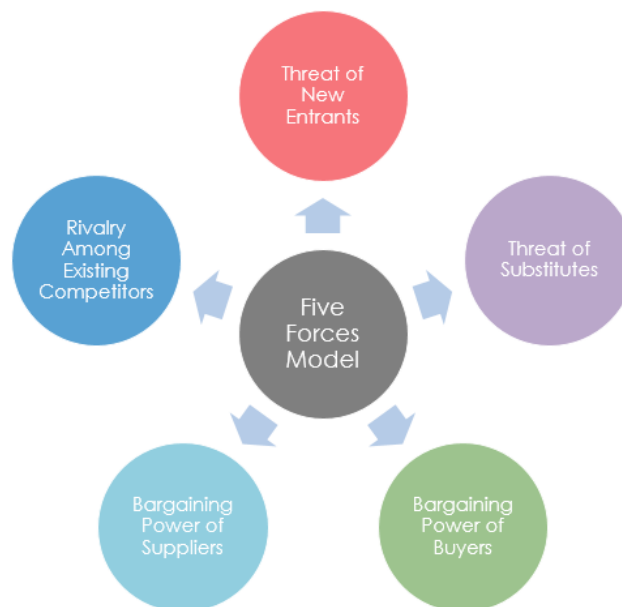 Threat of
New
Entrants
Rivalry
Among
Existing
Competitors
Threat of
Substitutes
Five
Forces
Model
Bargaining
Power of
Suppliers
Bargaining
Power of
Buyers